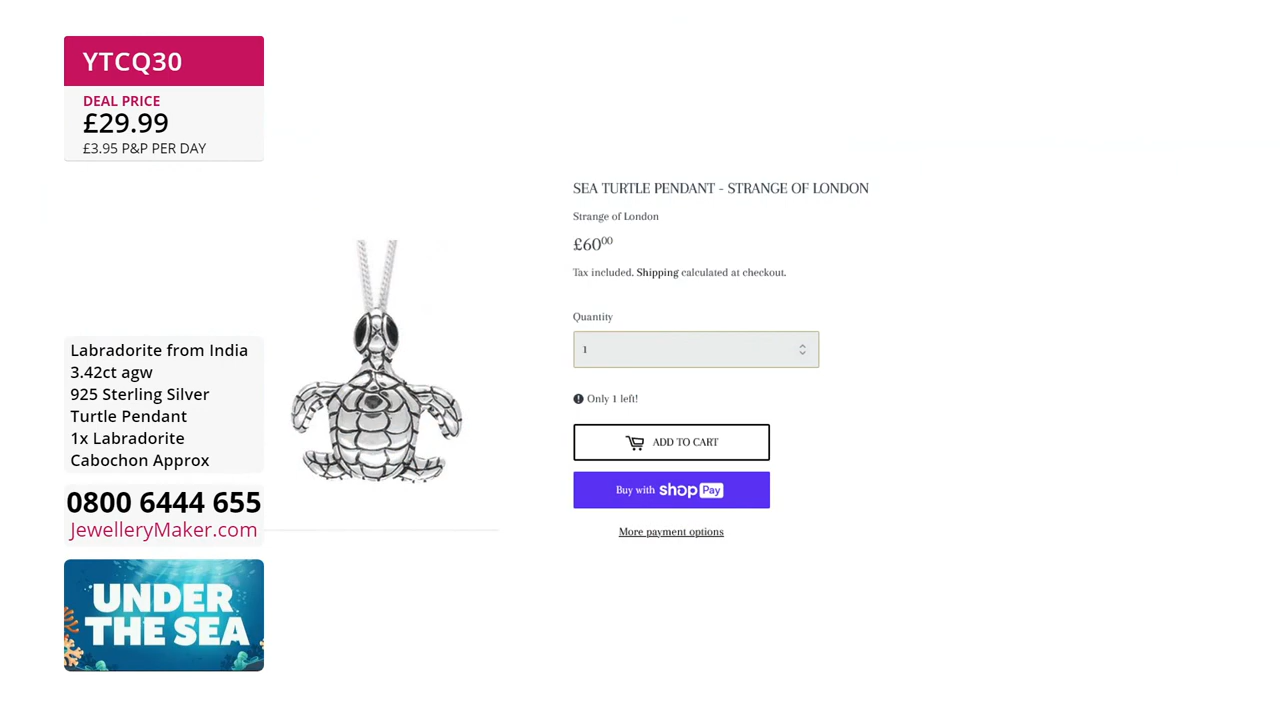 YTCQ30
DEAL PRICE
£29.99
£3.95 P&P PER DAY
Labradorite from India
3.42ct agw
925 Sterling Silver
Turtle Pendant
1x Labradorite
Cabochon Approx
0800 6444 655
JewelleryMaker.com
UNDER
THE SEA
SEA TURTLE PENDANT - STRANGE OF LONDON
Strange of London
£60⁰⁰
Tax included. Shipping calculated at checkout.
Quantity
1
Only 1 left!
ADD TO CART
Buy with shop Pay
More payment options